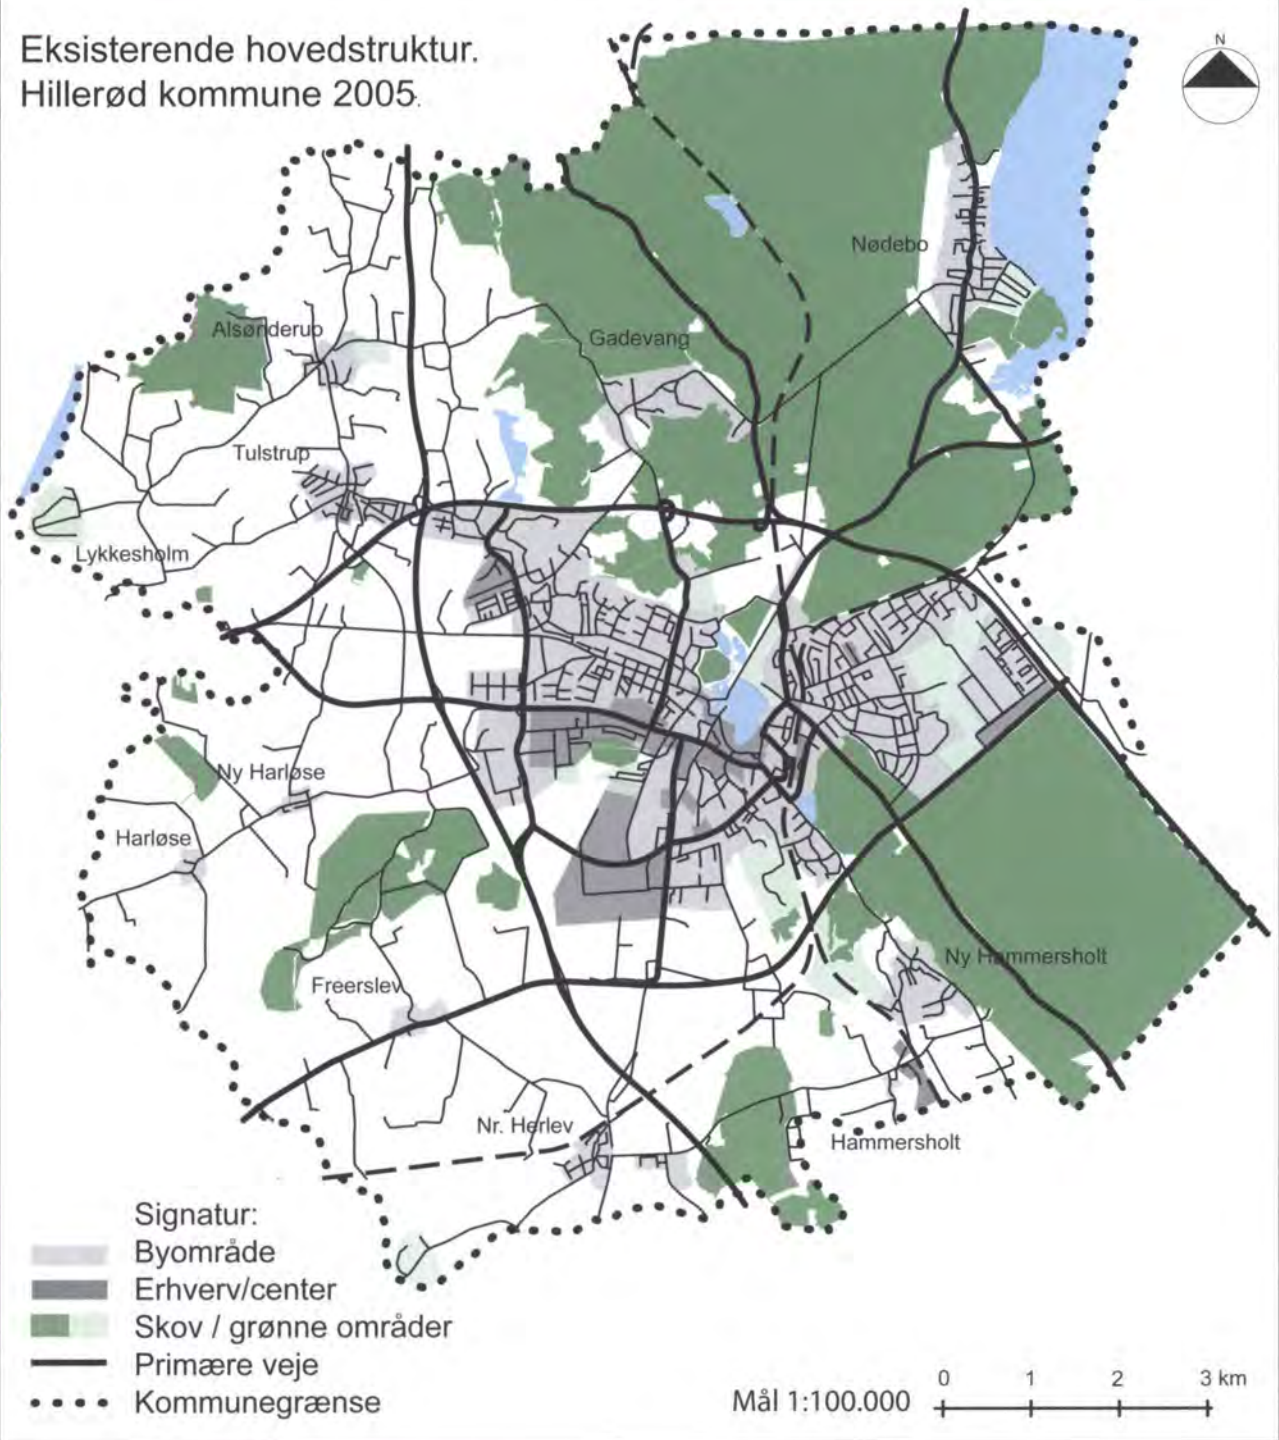 Eksisterende hovedstruktur.
Hillerød kommune 2005.
N
Nødebo
Alsønderup
Gadevang
Tulstrup
Lykkesholm
Ny Harløse
Harløse
Ny Hammersholt
Freerslev
Nr. Herlev
Hammersholt
Signatur:
Byområde
Erhverv/center
Skov / grønne områder
Primære veje
Kommunegrænse
0 1 2 3 km
Mål 1:100.000